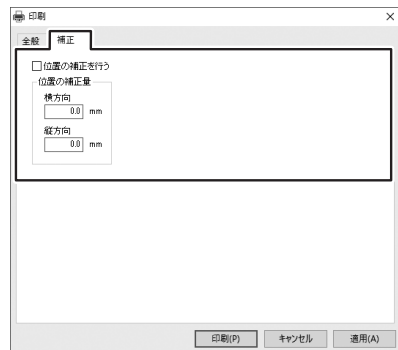 印刷
全般 補正
位置の補正を行う
位置の補正量
横方向
0.0 mm
縦方向
0.0 mm
印刷(P) キャンセル 適用(A)